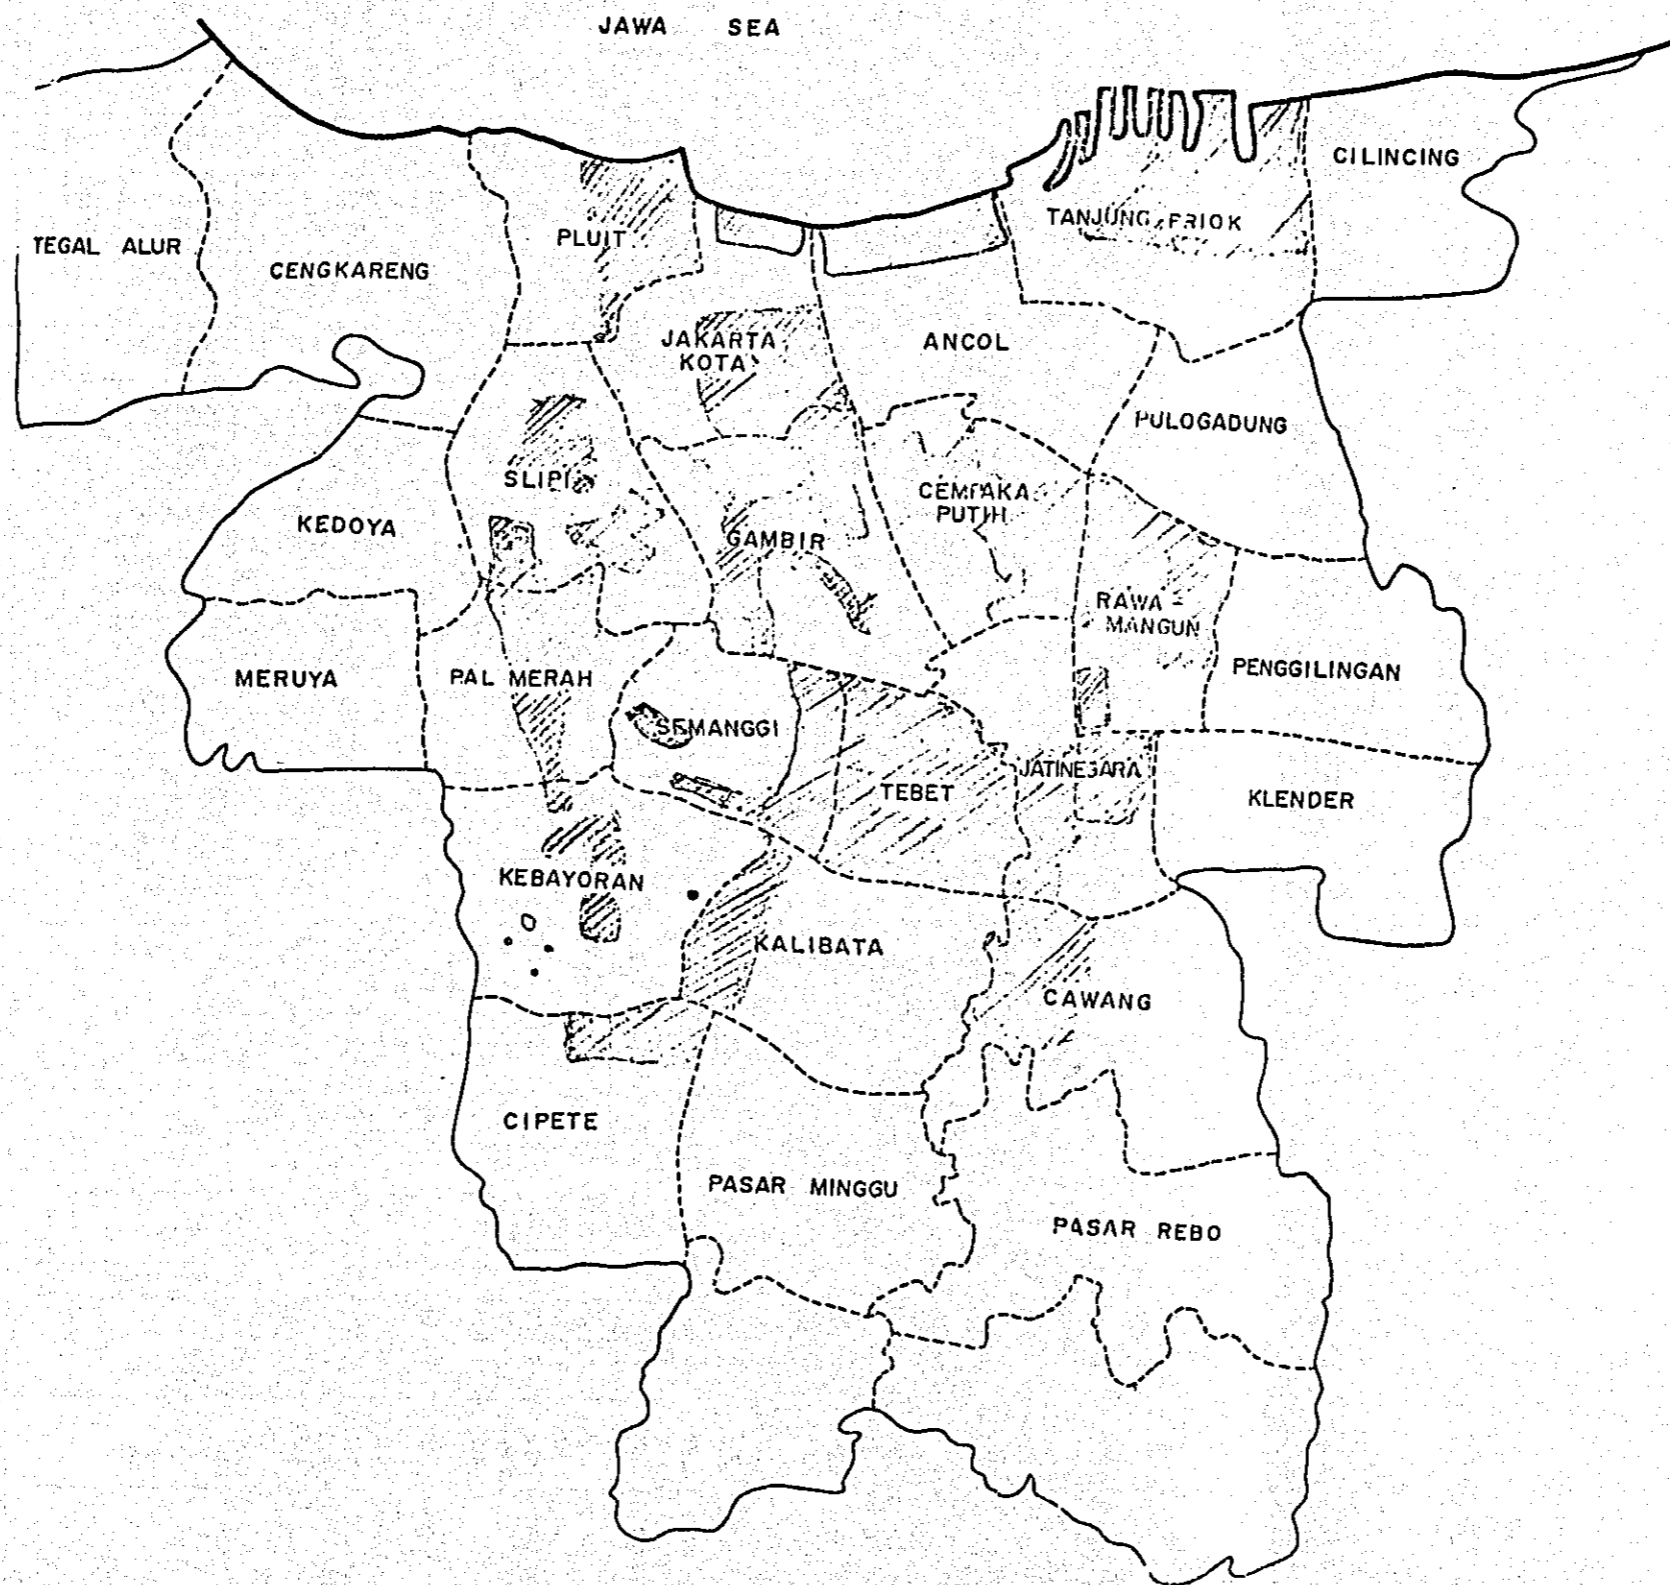 JAWA SEA
CILINCING
TANJUNG PRIOK
PLUIT
TEGAL ALUR
CENGKARENG
JAKARTA
KOTA
ANCOL
PULOGADUNG
SLIPI
CEMPAKA
PUTIH
KEDOYA
GAMBIR
RAWA -
MANGUN
PENGGILINGAN
MERUYA
PAL MERAH
SEMANGGI
JATINEGARA
TEBET
KLENDER
KEBAYORAN
KALIBATA
CAWANG
CIPETE
PASAR MINGGU
PASAR REBO